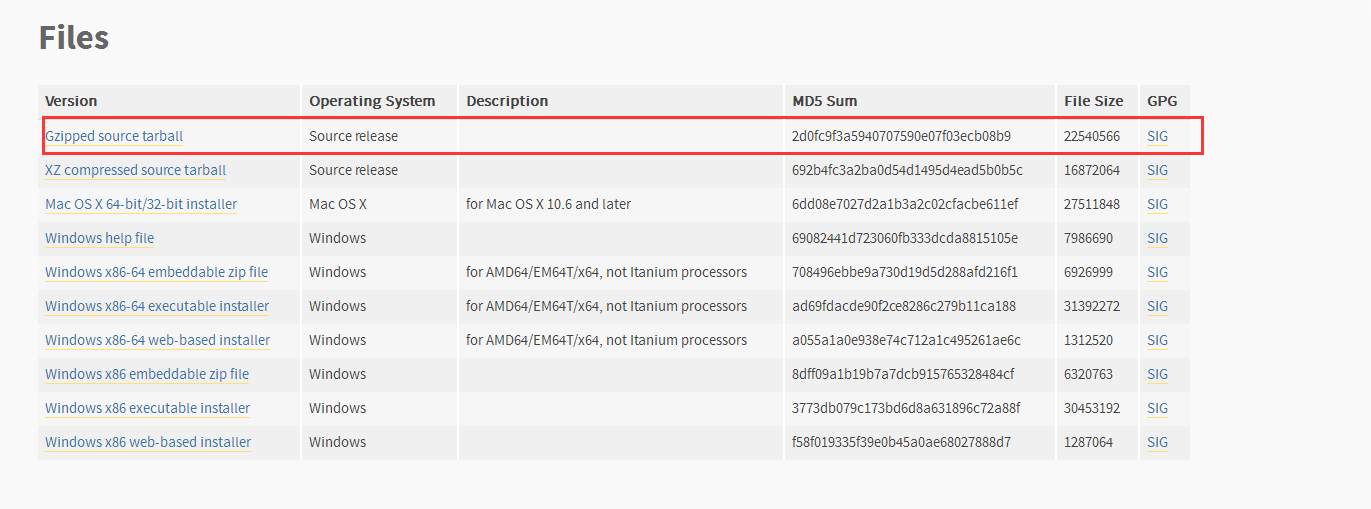 Files
Version Operating System Description MD5 Sum File Size GPG
Gzipped source tarball Source release 2d0fc9f3a5940707590e07f03ecb08b9 22540566 SIG
XZ compressed source tarball Source release 692b4fc3a2ba0d54d1495d4ead5b0b5c 16872064 SIG
Mac OS X 64-bit/32-bit installer Mac OS X for Mac OS X 10.6 and later 6dd08e7027d2a1b3a2c02cfacbe611ef 27511848 SIG
Windows help file Windows 69082441d723060fb333dcda8815105e 7986690 SIG
Windows x86-64 embeddable zip file Windows for AMD64/EM64T/x64, not Itanium processors 708496ebbe9a730d19d5d288afd216f1 6926999 SIG
Windows x86-64 executable installer Windows for AMD64/EM64T/x64, not Itanium processors ad69fdacde90f2ce8286c279b11ca188 31392272 SIG
Windows x86-64 web-based installer Windows for AMD64/EM64T/x64, not Itanium processors a055a1a0e938e74c712a1c495261ae6c 1312520 SIG
Windows x86 embeddable zip file Windows 8dff09a1b19b7a7dcb915765328484cf 6320763 SIG
Windows x86 executable installer Windows 3773db079c173bd6d8a631896c72a88f 30453192 SIG
Windows x86 web-based installer Windows f58f019335f39e0b45a0ae68027888d7 1287064 SIG